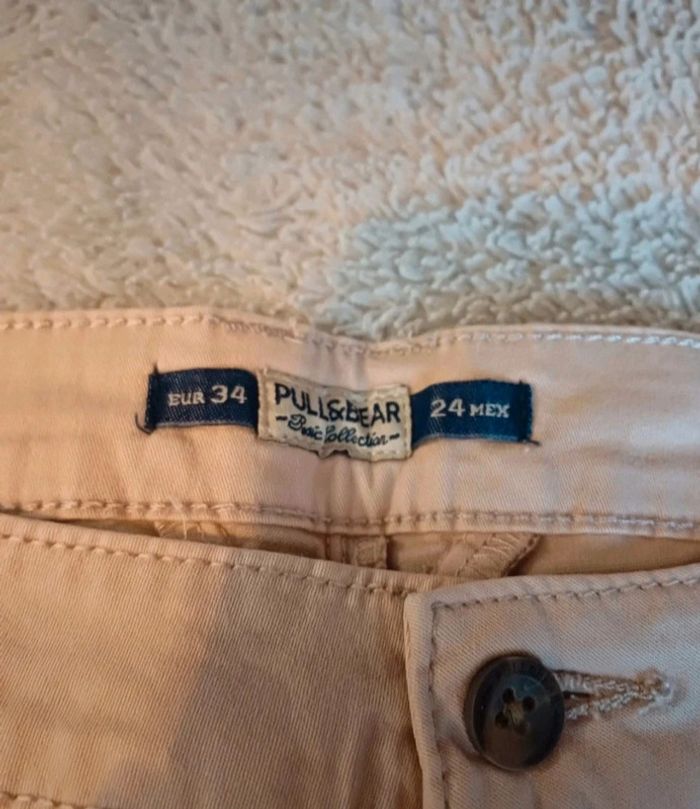 EUR 34
PULL&BEAR
-Basic Collection-
24 MEX